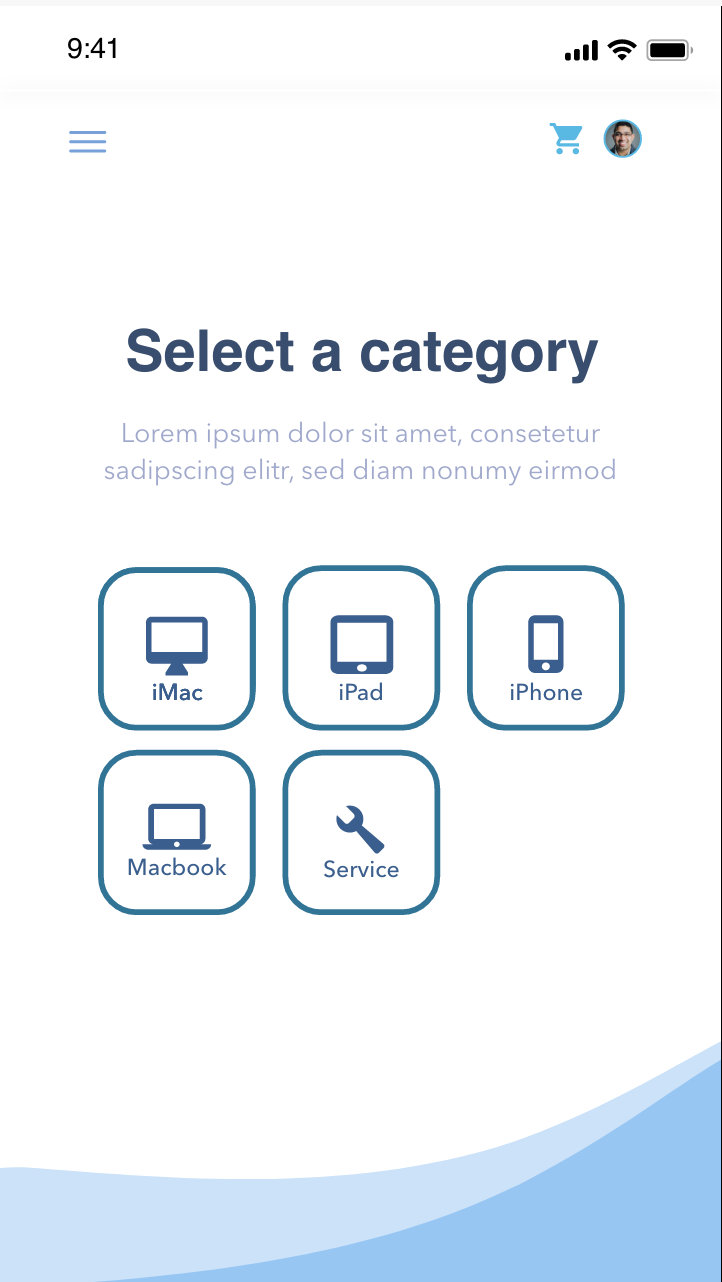 9:41
Select a category
Lorem ipsum dolor sit amet, consetetur
sadipscing elitr, sed diam nonumy eirmod
iMac
iPad
iPhone
Macbook
Service